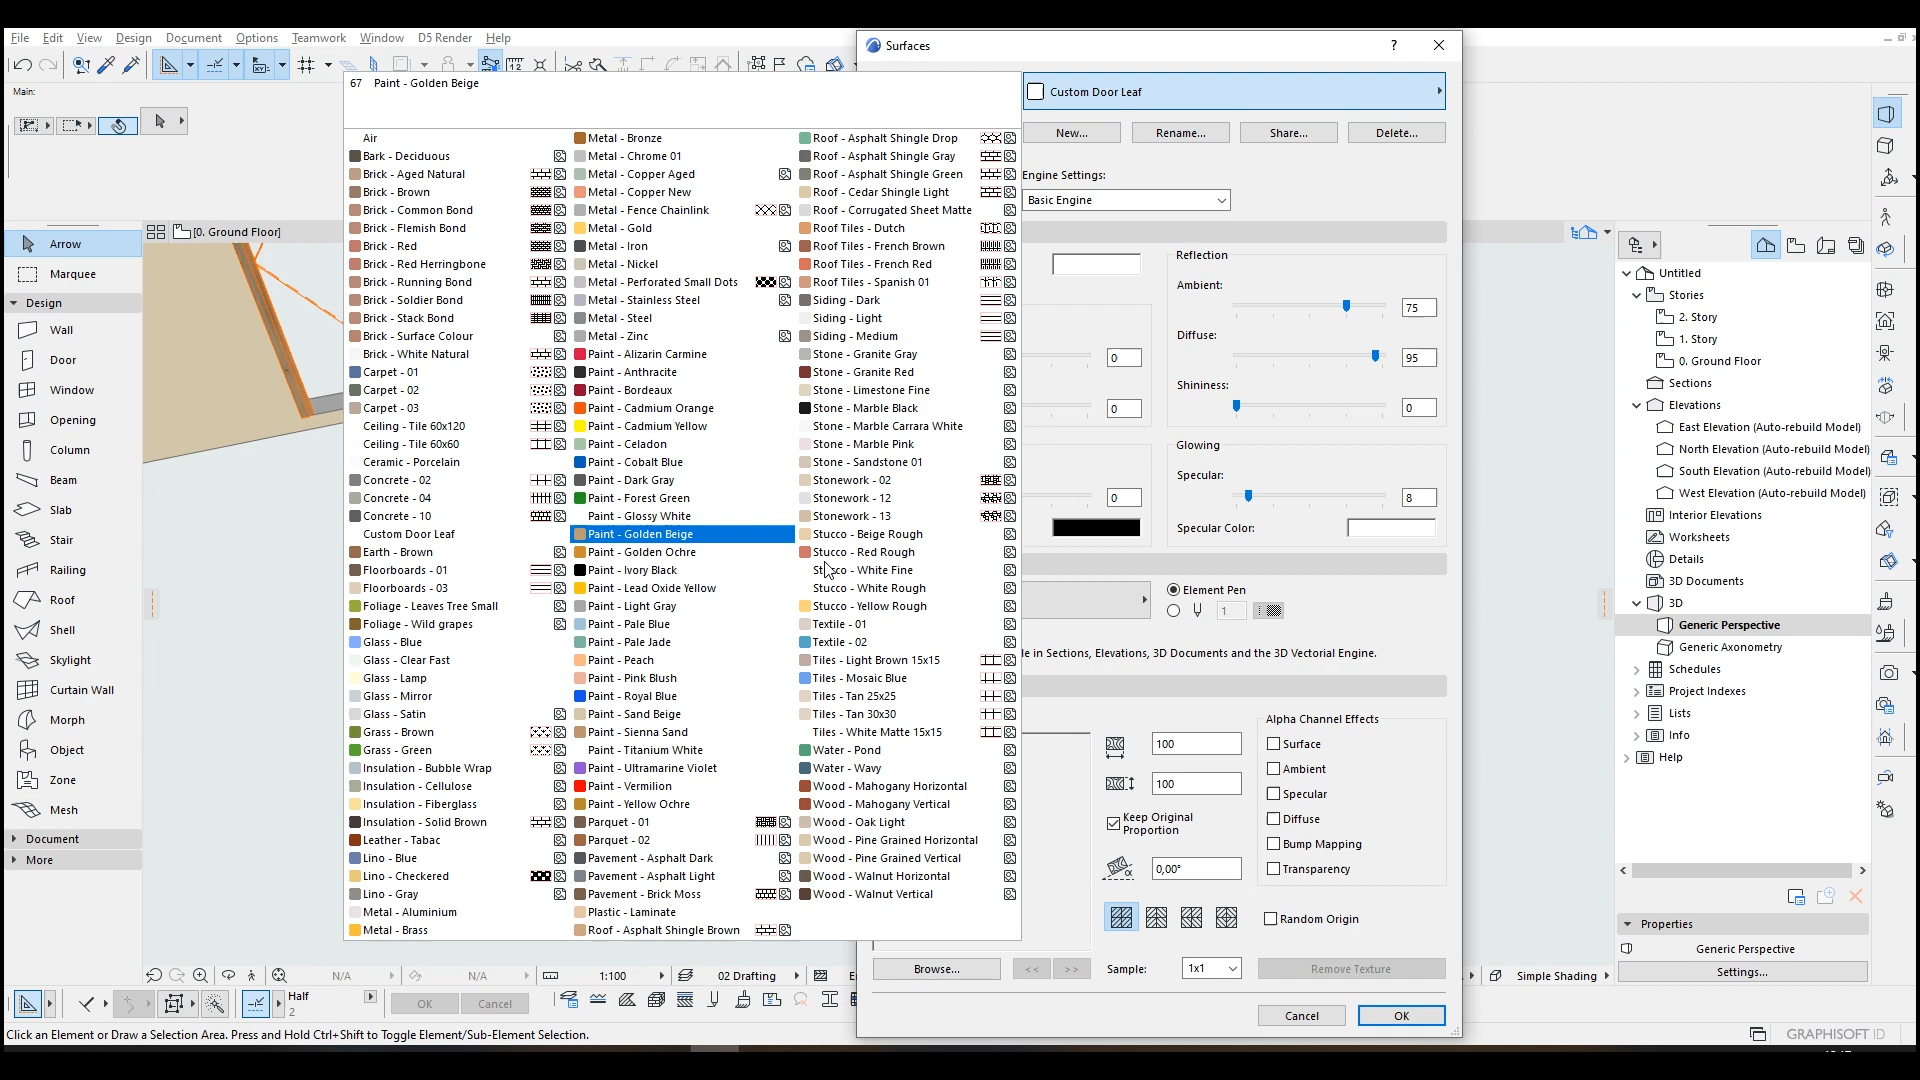 File Edit View Design Document Options Teamwork Window D5 Render Help
Main:
Arrow
Marquee
Design
Wall
Door
Window
Opening
Column
Beam
Slab
Stair
Railing
Roof
Shell
Skylight
Curtain Wall
Morph
Object
Zone
Mesh
Document
More
[0. Ground Floor]
67 Paint - Golden Beige
Air
Bark - Deciduous
Brick - Aged Natural
Brick - Brown
Brick - Common Bond
Brick - Flemish Bond
Brick - Red
Brick - Red Herringbone
Brick - Running Bond
Brick - Soldier Bond
Brick - Stack Bond
Brick - Surface Colour
Brick - White Natural
Carpet - 01
Carpet - 02
Carpet - 03
Ceiling - Tile 60x120
Ceiling - Tile 60x60
Ceramic - Porcelain
Concrete - 02
Concrete - 04
Concrete - 10
Custom Door Leaf
Earth - Brown
Floorboards - 01
Floorboards - 03
Foliage - Leaves Tree Small
Foliage - Wild grapes
Glass - Blue
Glass - Clear Fast
Glass - Lamp
Glass - Mirror
Glass - Satin
Grass - Brown
Grass - Green
Insulation - Bubble Wrap
Insulation - Cellulose
Insulation - Fiberglass
Insulation - Solid Brown
Leather - Tabac
Lino - Blue
Lino - Checkered
Lino - Gray
Metal - Aluminium
Metal - Brass
Metal - Bronze
Metal - Chrome 01
Metal - Copper Aged
Metal - Copper New
Metal - Fence Chainlink
Metal - Gold
Metal - Iron
Metal - Nickel
Metal - Perforated Small Dots
Metal - Stainless Steel
Metal - Steel
Metal - Zinc
Paint - Alizarin Carmine
Paint - Anthracite
Paint - Bordeaux
Paint - Cadmium Orange
Paint - Cadmium Yellow
Paint - Celadon
Paint - Cobalt Blue
Paint - Dark Gray
Paint - Forest Green
Paint - Glossy White
Paint - Golden Beige
Paint - Golden Ochre
Paint - Ivory Black
Paint - Lead Oxide Yellow
Paint - Light Gray
Paint - Pale Blue
Paint - Pale Jade
Paint - Peach
Paint - Pink Blush
Paint - Royal Blue
Paint - Sand Beige
Paint - Sienna Sand
Paint - Titanium White
Paint - Ultramarine Violet
Paint - Vermilion
Paint - Yellow Ochre
Parquet - 01
Parquet - 02
Pavement - Asphalt Dark
Pavement - Asphalt Light
Pavement - Brick Moss
Plastic - Laminate
Roof - Asphalt Shingle Brown
Roof - Asphalt Shingle Drop
Roof - Asphalt Shingle Gray
Roof - Asphalt Shingle Green
Roof - Cedar Shingle Light
Roof - Corrugated Sheet Matte
Roof Tiles - Dutch
Roof Tiles - French Brown
Roof Tiles - French Red
Roof Tiles - Spanish 01
Siding - Dark
Siding - Light
Siding - Medium
Stone - Granite Gray
Stone - Granite Red
Stone - Limestone Fine
Stone - Marble Black
Stone - Marble Carrara White
Stone - Marble Pink
Stone - Sandstone 01
Stonework - 02
Stonework - 12
Stonework - 13
Stucco - Beige Rough
Stucco - Red Rough
Stucco - White Fine
Stucco - White Rough
Stucco - Yellow Rough
Textile - 01
Textile - 02
Tiles - Light Brown 15x15
Tiles - Mosaic Blue
Tiles - Tan 25x25
Tiles - Tan 30x30
Tiles - White Matte 15x15
Water - Pond
Water - Wavy
Wood - Mahogany Horizontal
Wood - Mahogany Vertical
Wood - Oak Light
Wood - Pine Grained Horizontal
Wood - Pine Grained Vertical
Wood - Walnut Horizontal
Wood - Walnut Vertical
Surfaces ?
Custom Door Leaf
New... Rename... Share... Delete...
Engine Settings:
Basic Engine
Reflection
Ambient:
75
Diffuse:
0 95
Shininess:
0 0
Glowing
Specular:
0 8
Specular Color:
Element Pen
1
le in Sections, Elevations, 3D Documents and the 3D Vectorial Engine.
Alpha Channel Effects
100 Surface
Ambient
100 Specular
Keep Original Proportion
Diffuse
Bump Mapping
0,00° Transparency
Random Origin
Browse... << >> Sample: 1x1 Remove Texture
Cancel OK
Untitled
Stories
2. Story
1. Story
0. Ground Floor
Sections
Elevations
East Elevation (Auto-rebuild Model)
North Elevation (Auto-rebuild Model)
South Elevation (Auto-rebuild Model)
West Elevation (Auto-rebuild Model)
Interior Elevations
Worksheets
Details
3D Documents
3D
Generic Perspective
Generic Axonometry
Schedules
Project Indexes
Lists
Info
Help
Properties
Generic Perspective
Settings...
N/A N/A 1:100 02 Drafting Simple Shading
Half
2
OK Cancel
Click an Element or Draw a Selection Area. Press and Hold Ctrl+Shift to Toggle Element/Sub-Element Selection.
GRAPHISOFT ID